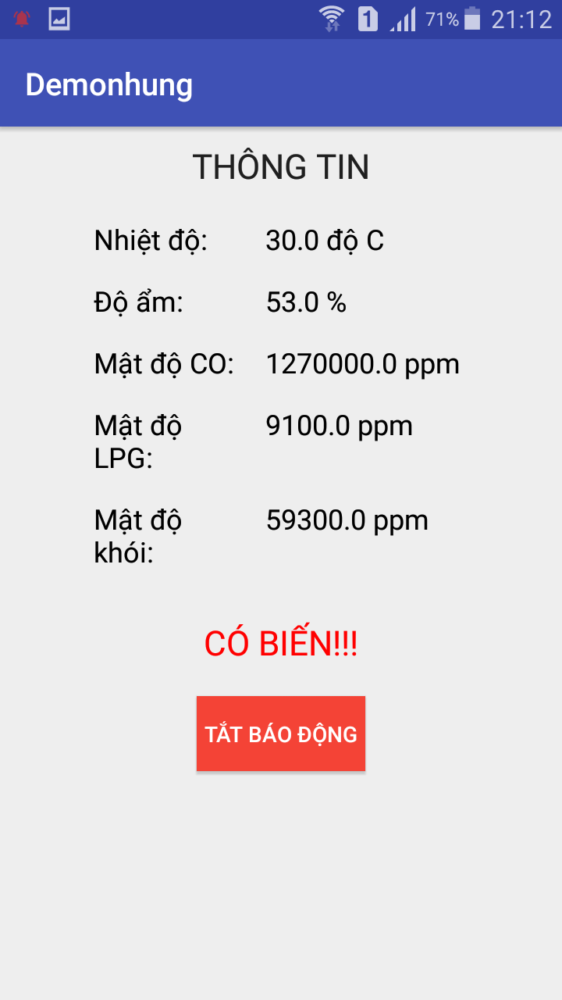 1 71% 21:12
Demonhung
THÔNG TIN
Nhiệt độ: 30.0 độ C
Độ ẩm: 53.0 %
Mật độ CO: 1270000.0 ppm
Mật độ 9100.0 ppm
LPG:
Mật độ 59300.0 ppm
khói:
CÓ BIẾN!!!
TẮT BÁO ĐỘNG